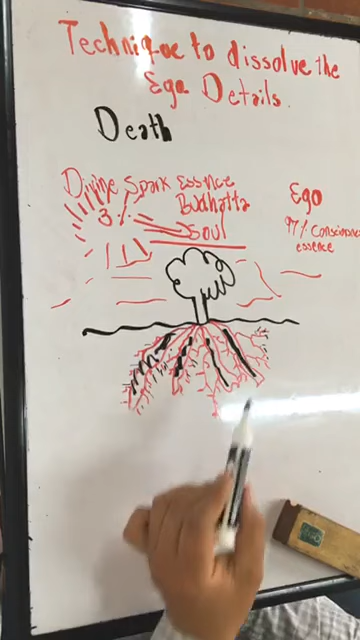 Technique to dissolve the
Ego Details.
Death
Divine Spark Essence
3% Budhatta
Soul
Ego
97% Consciousness
essence